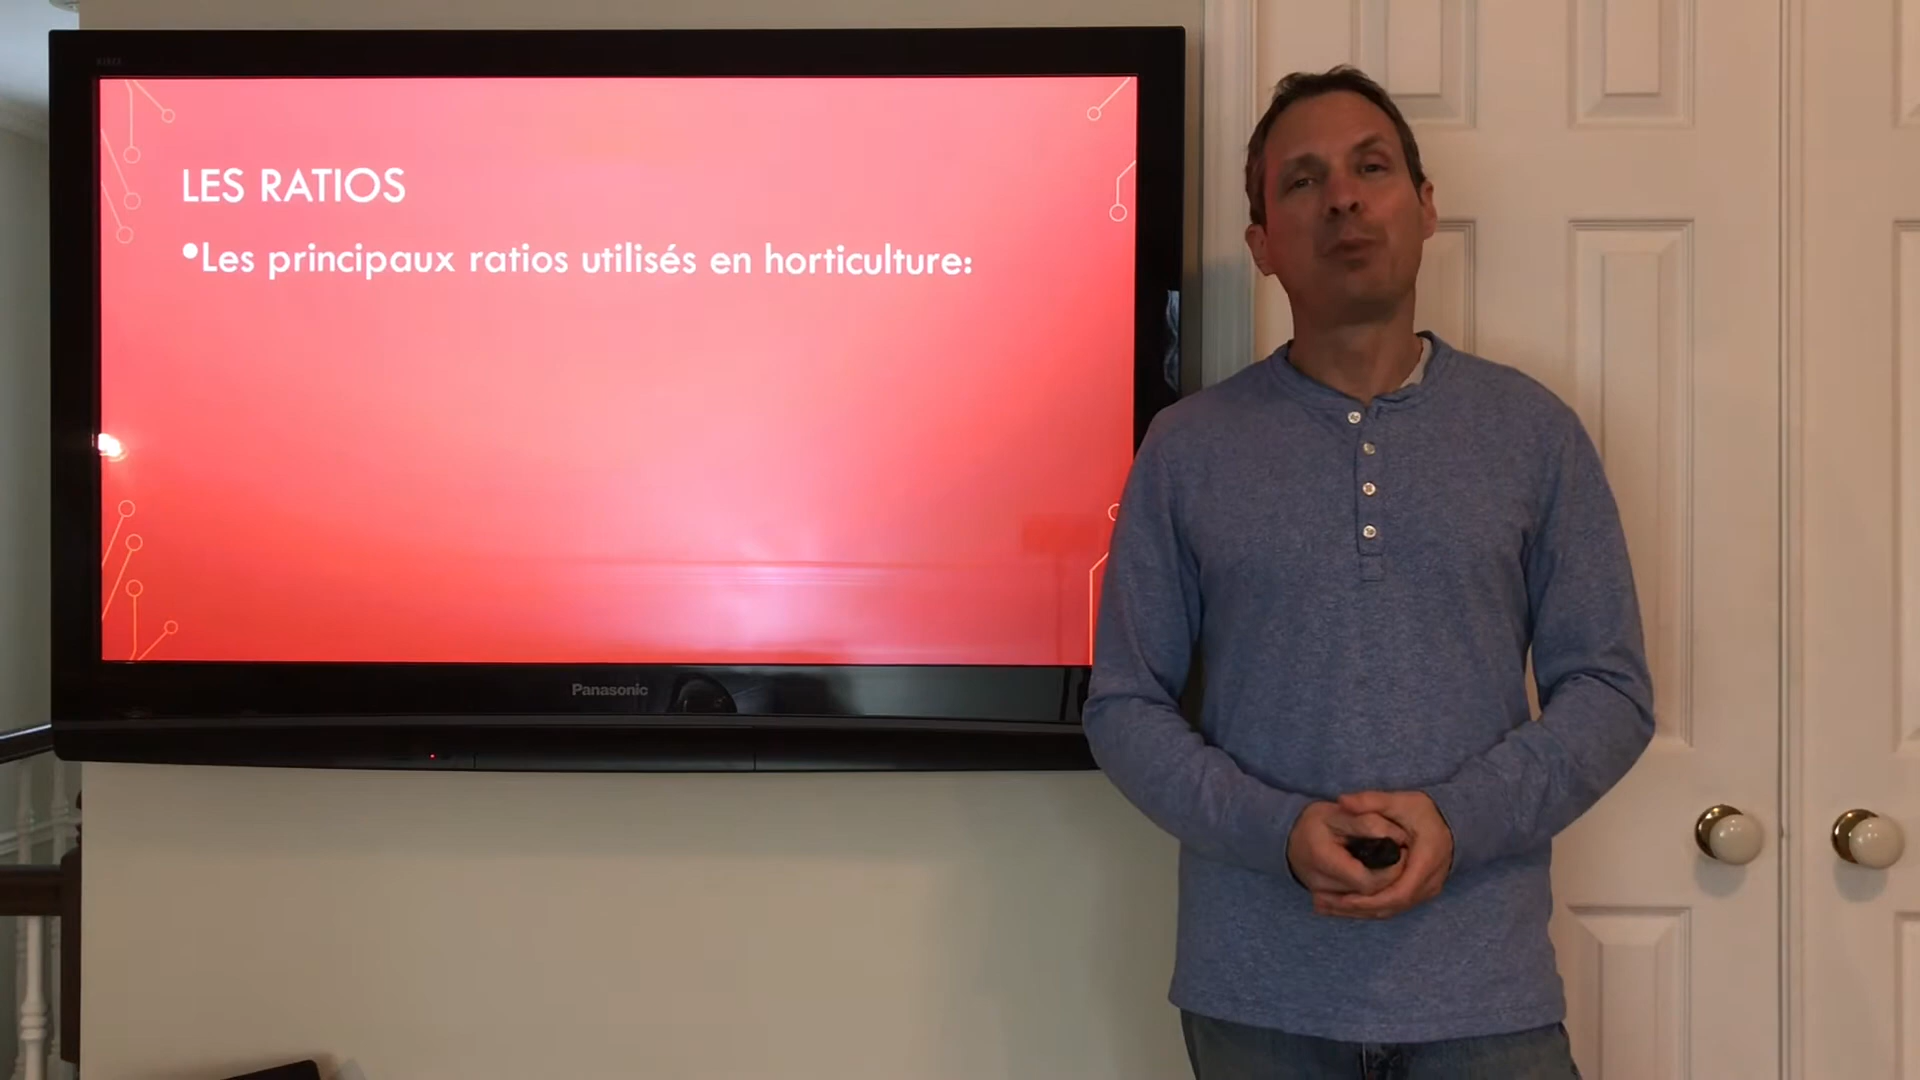 LES RATIOS
•Les principaux ratios utilisés en horticulture:
Panasonic